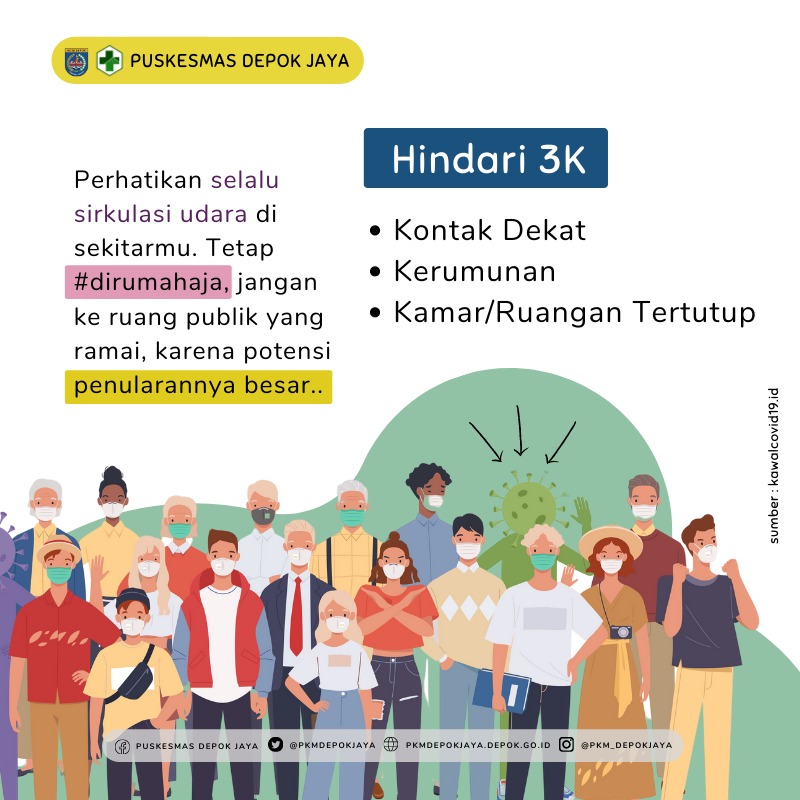 PUSKESMAS DEPOK JAYA
Hindari 3K
Perhatikan selalu
sirkulasi udara di
sekitarmu. Tetap
#dirumahaja, jangan
ke ruang publik yang
ramai, karena potensi
penularannya besar..
• Kontak Dekat
• Kerumunan
• Kamar/Ruangan Tertutup
sumber : kawalcovid19.id
PUSKESMAS DEPOK JAYA @PKMDEPOKJAYA PKMDEPOKJAYA.DEPOK.GO.ID @PKM_DEPOKJAYA